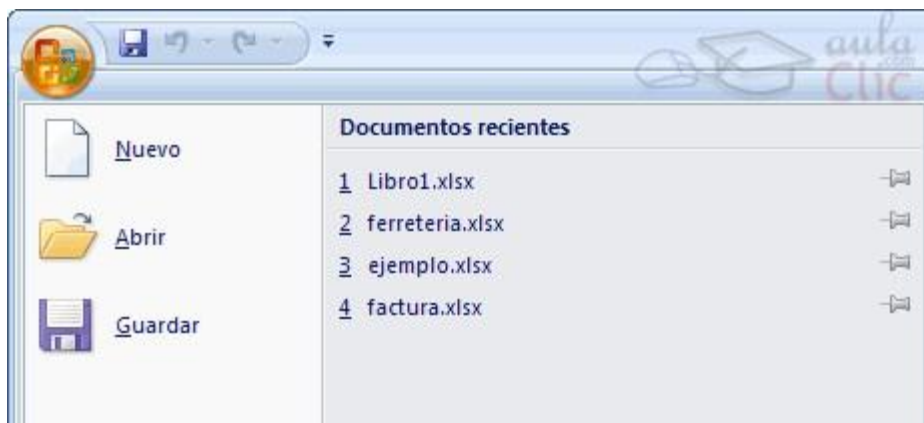 aula
.com
Clic
Documentos recientes
Nuevo
1 Libro1.xlsx
2 ferreteria.xlsx
Abrir
3 ejemplo.xlsx
4 factura.xlsx
Guardar